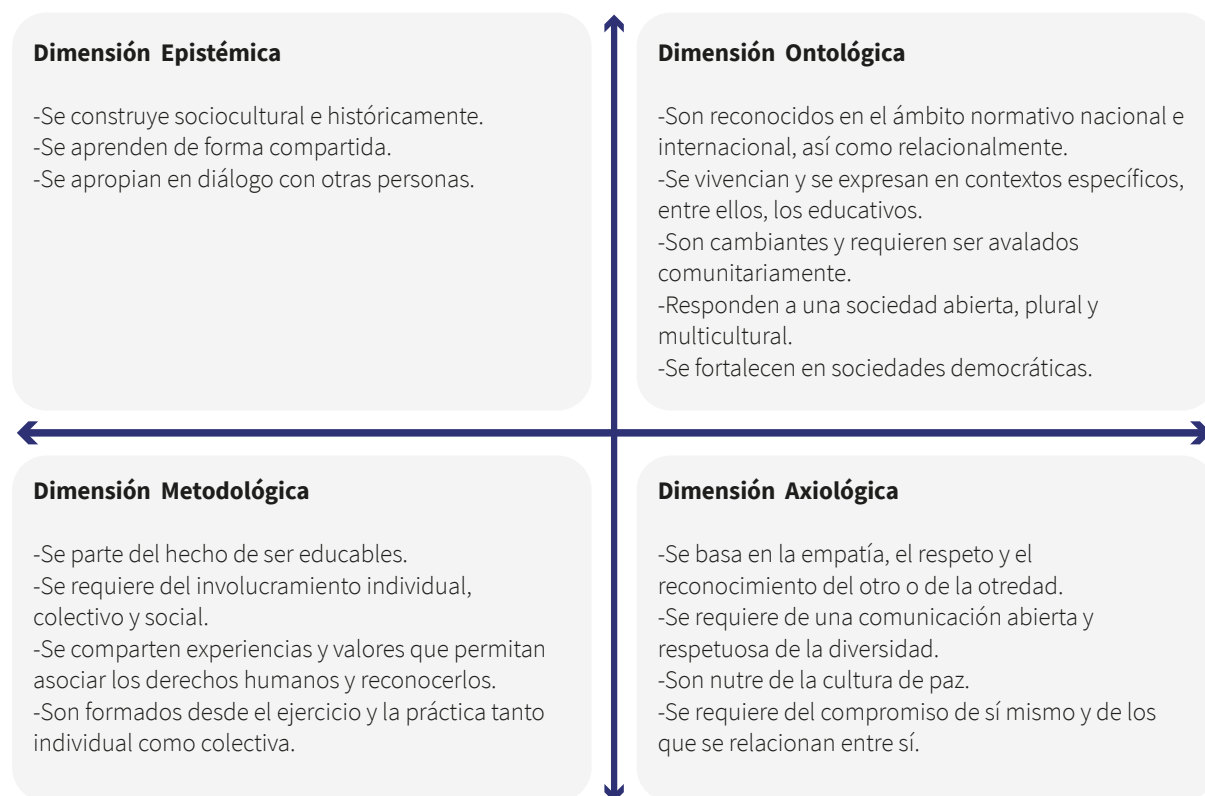 Dimensión Epistémica
-Se construye sociocultural e históricamente.
-Se aprenden de forma compartida.
-Se apropian en diálogo con otras personas.
Dimensión Ontológica
-Son reconocidos en el ámbito normativo nacional e
internacional, así como relacionalmente.
-Se vivencian y se expresan en contextos específicos,
entre ellos, los educativos.
-Son cambiantes y requieren ser avalados
comunitariamente.
-Responden a una sociedad abierta, plural y
multicultural.
-Se fortalecen en sociedades democráticas.
Dimensión Metodológica
-Se parte del hecho de ser educables.
-Se requiere del involucramiento individual,
colectivo y social.
-Se comparten experiencias y valores que permitan
asociar los derechos humanos y reconocerlos.
-Son formados desde el ejercicio y la práctica tanto
individual como colectiva.
Dimensión Axiológica
-Se basa en la empatía, el respeto y el
reconocimiento del otro o de la otredad.
-Se requiere de una comunicación abierta y
respetuosa de la diversidad.
-Son nutre de la cultura de paz.
-Se requiere del compromiso de sí mismo y de los
que se relacionan entre sí.